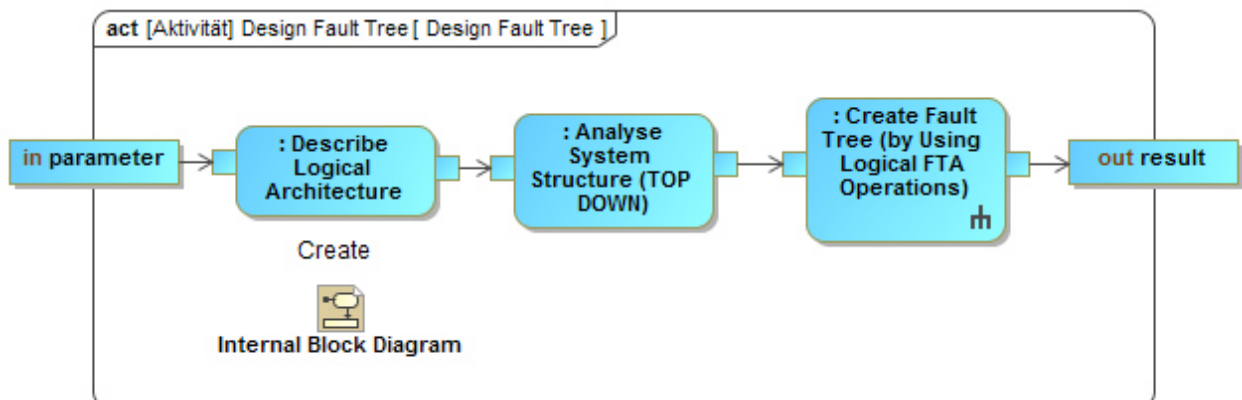 act [Aktivität] Design Fault Tree [ Design Fault Tree ]
in parameter
: Describe
Logical
Architecture
: Analyse
System
Structure (TOP
DOWN)
: Create Fault
Tree (by Using
Logical FTA
Operations)
out result
Create
Internal Block Diagram